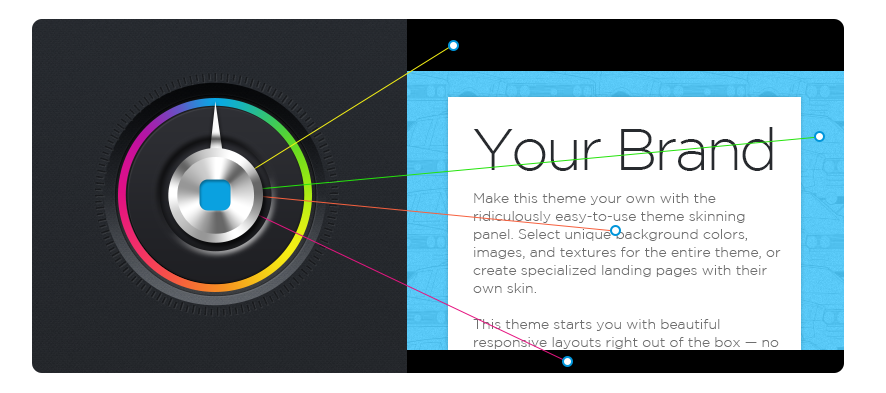 Your Brand
Make this theme your own with the
ridiculously easy-to-use theme skinning
panel. Select unique background colors,
images, and textures for the entire theme, or
create specialized landing pages with their
own skin.
This theme starts you with beautiful
responsive layouts right out of the box — no